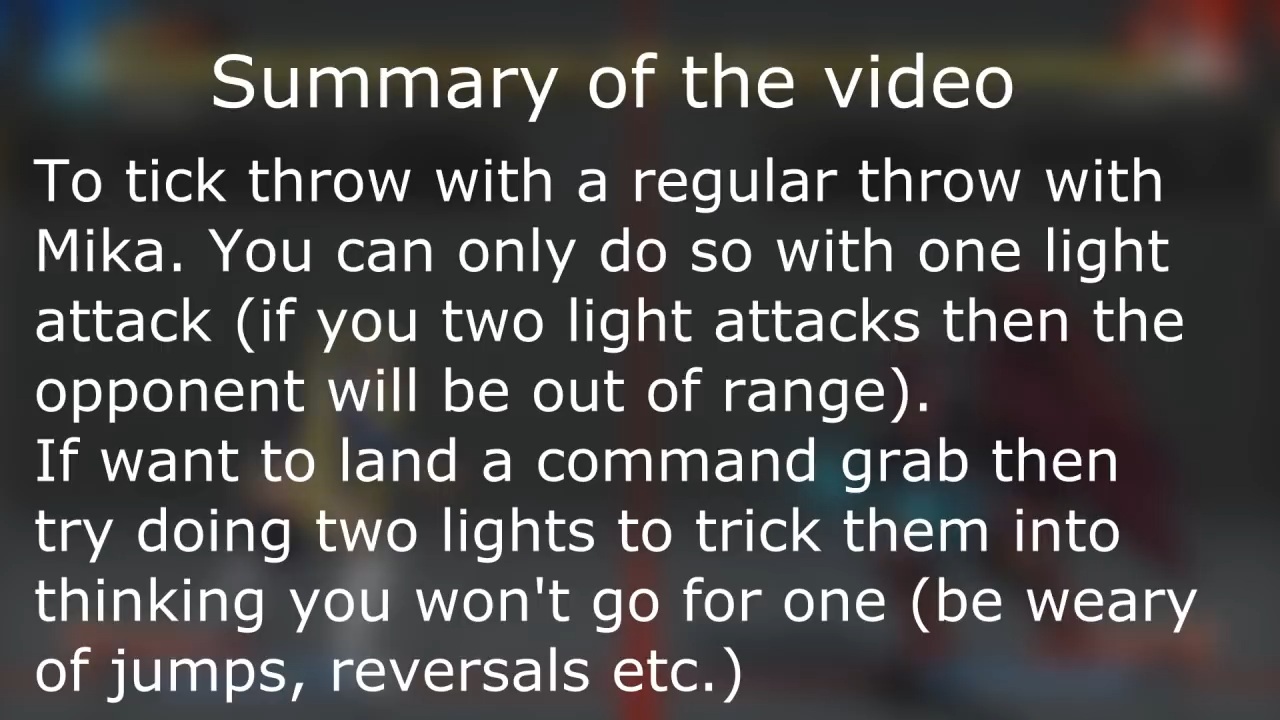 Summary of the video
To tick throw with a regular throw with
Mika. You can only do so with one light
attack (if you two light attacks then the
opponent will be out of range).
If want to land a command grab then
try doing two lights to trick them into
thinking you won't go for one (be weary
of jumps, reversals etc.)